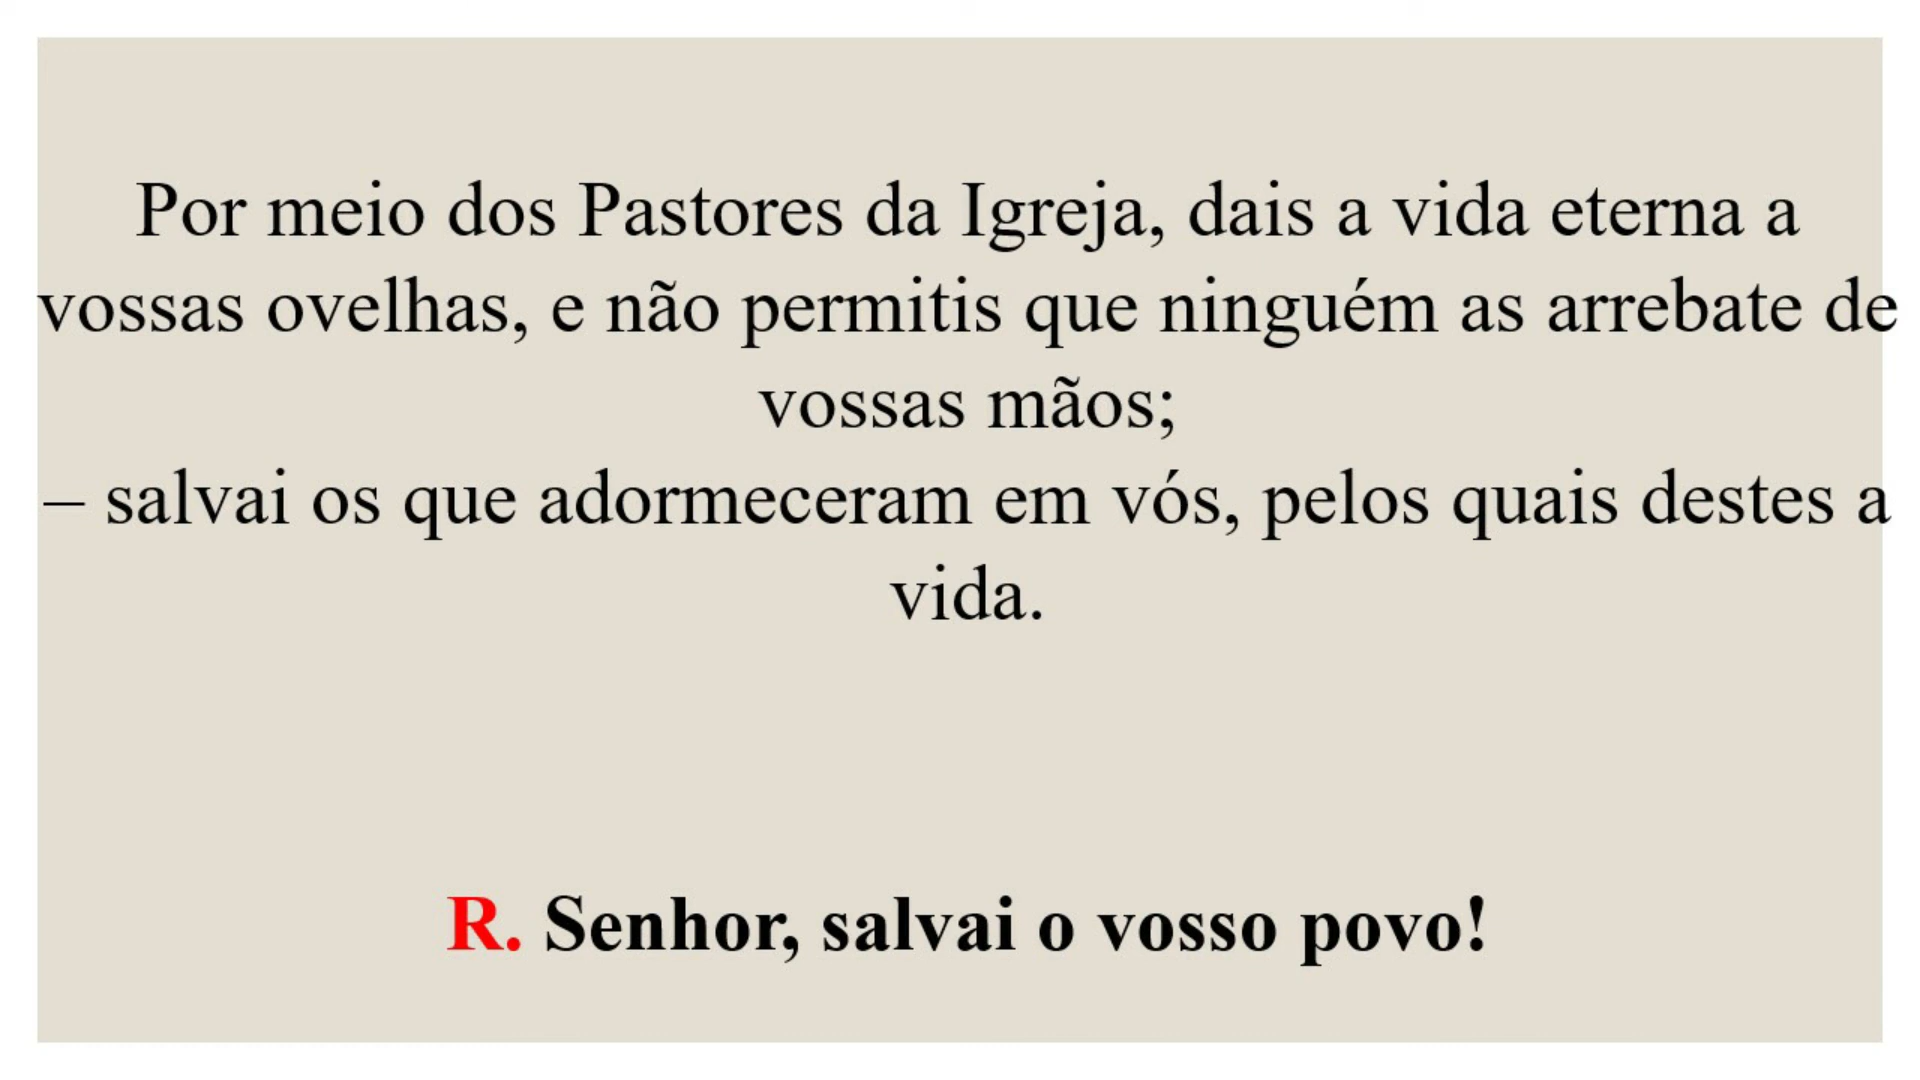 Por meio dos Pastores da Igreja, dais a vida eterna a
vossas ovelhas, e não permitis que ninguém as arrebate de
vossas mãos;
– salvai os que adormeceram em vós, pelos quais destes a
vida.
R. Senhor, salvai o vosso povo!